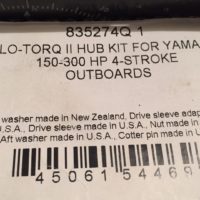 835274Q 1
LO-TORQ II HUB KIT FOR YAMA
150-300 HP 4-STROKE
OUTBOARDS
washer made in New Zealand, Drive sleeve adap
U.S.A., Drive sleeve made in U.S.A., Nut mad
Aft washer made in U.S.A., Cotter pin made in U.S
45061 54469